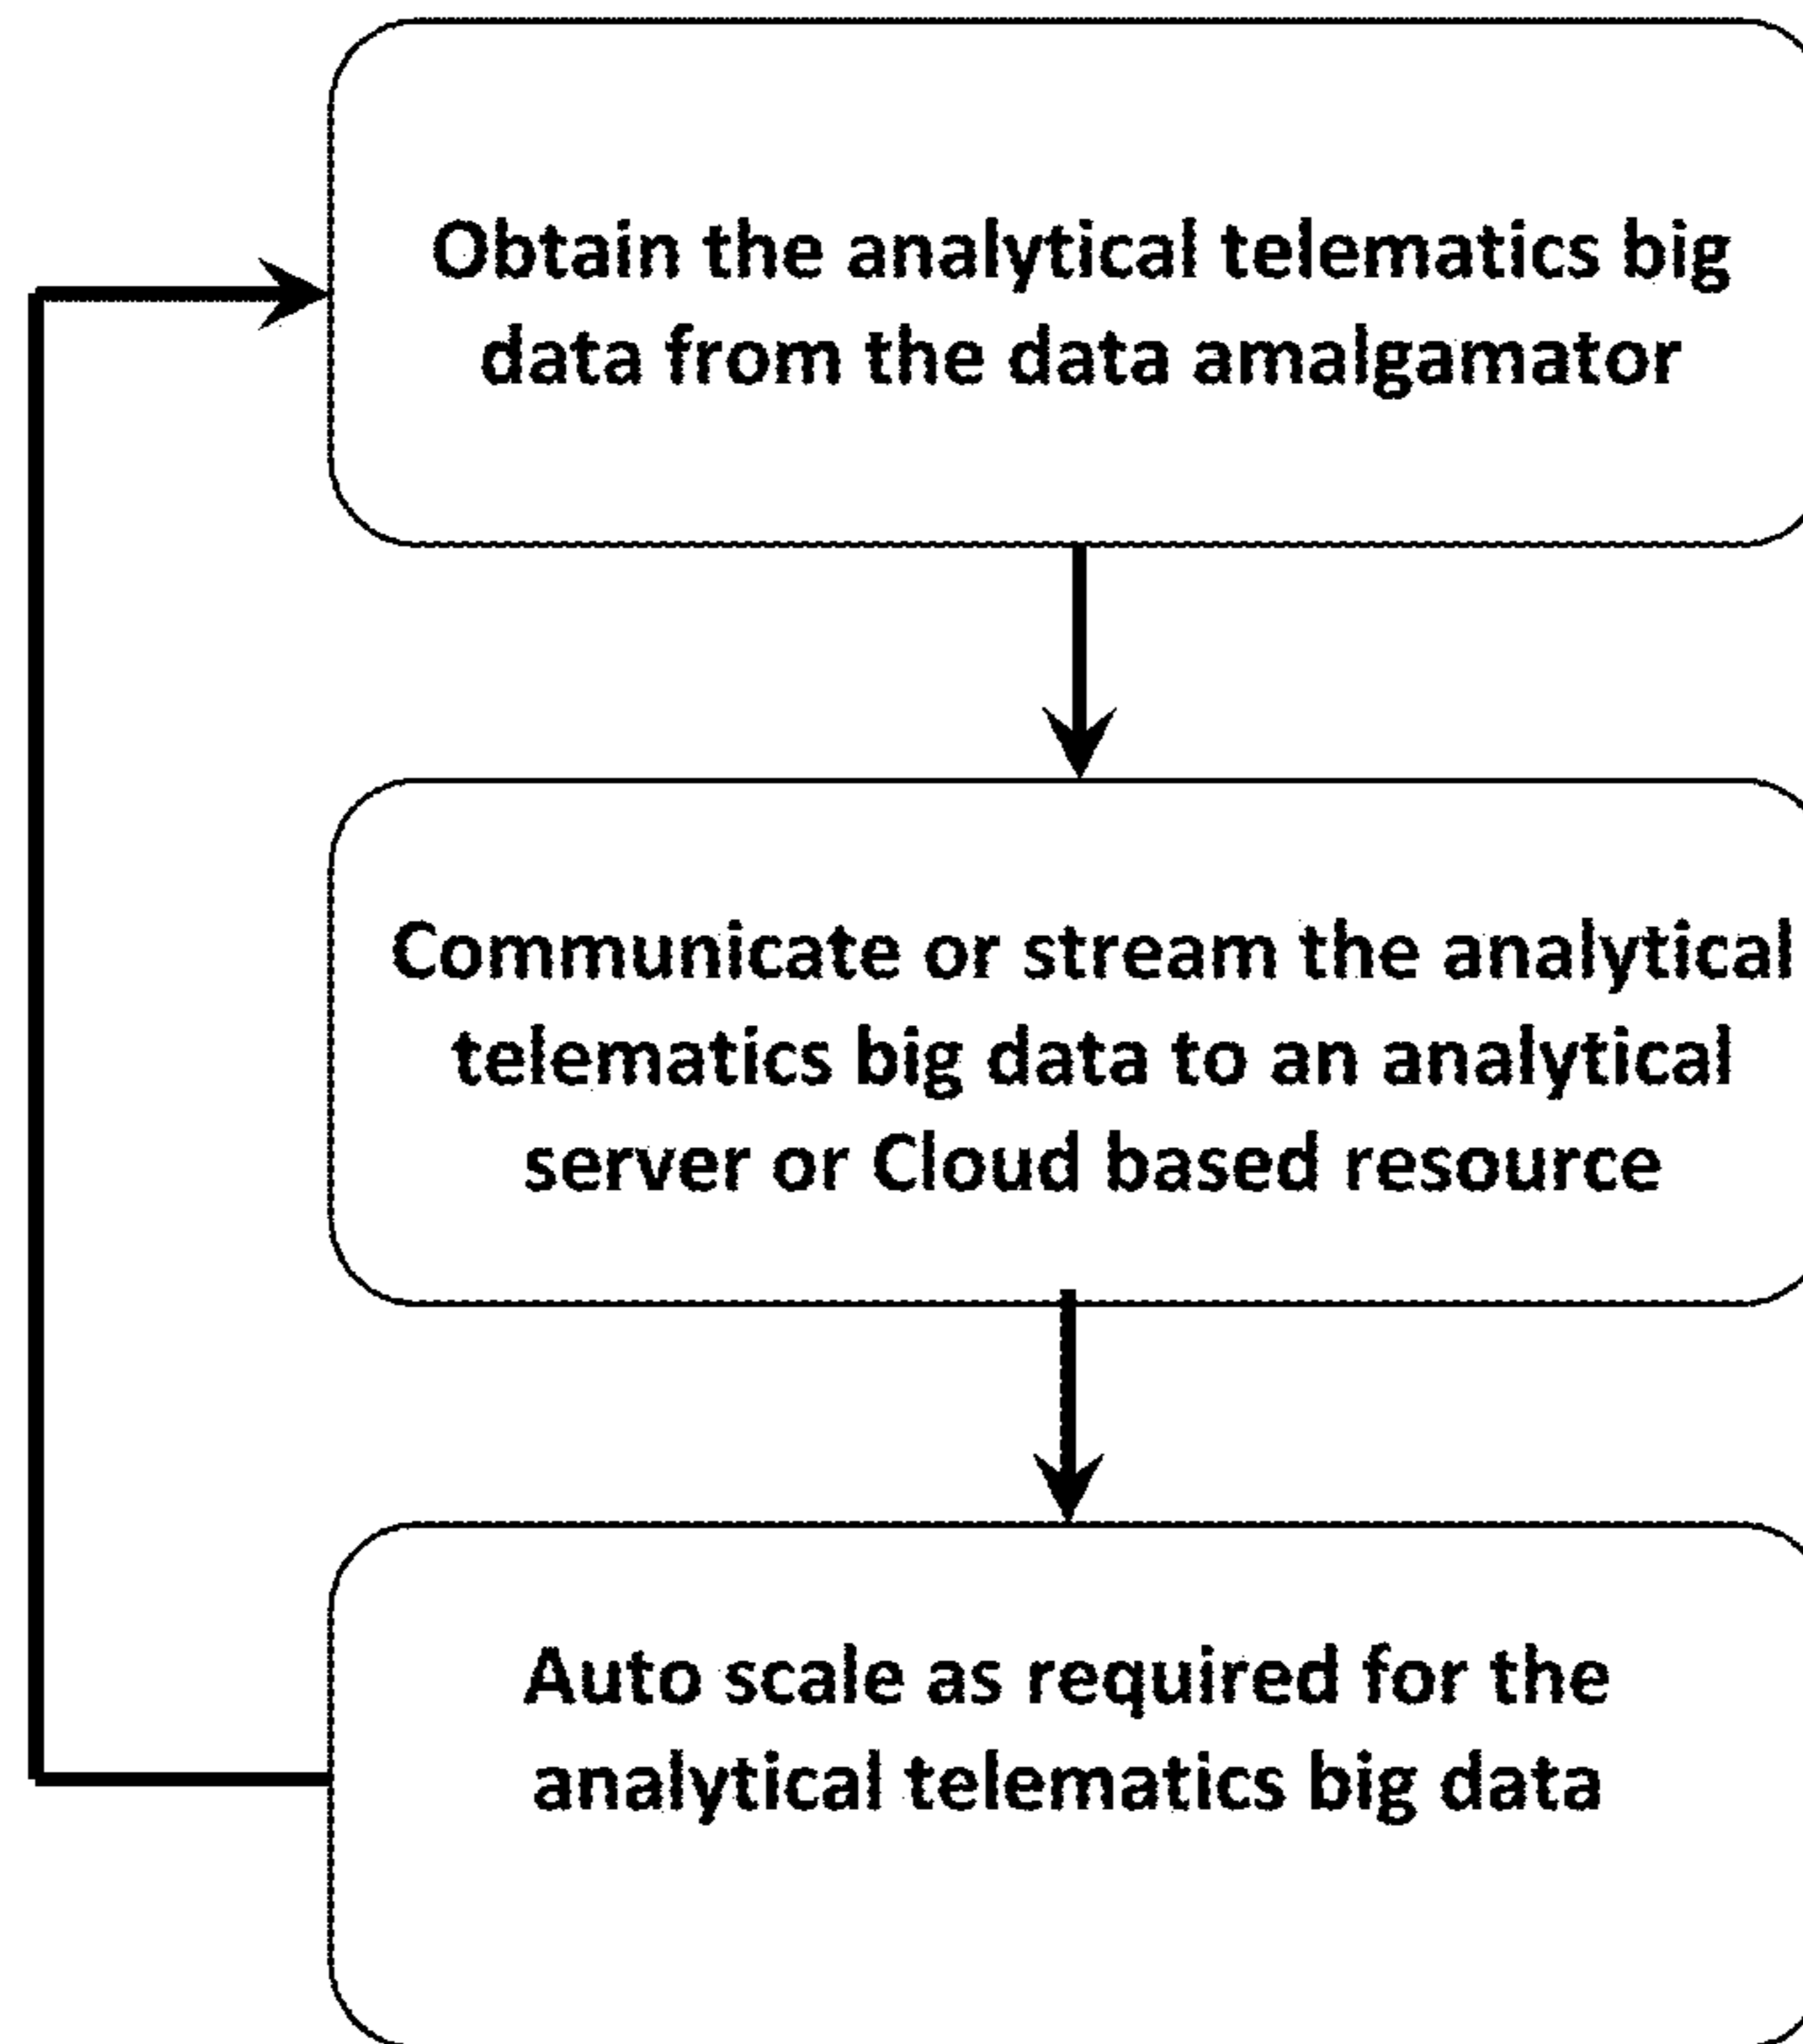 Obtain the analytical telematics big
data from the data amalgamator
Communicate or stream the analytical
telematics big data to an analytical
server or Cloud based resource
Auto scale as required for the
analytical telematics big data